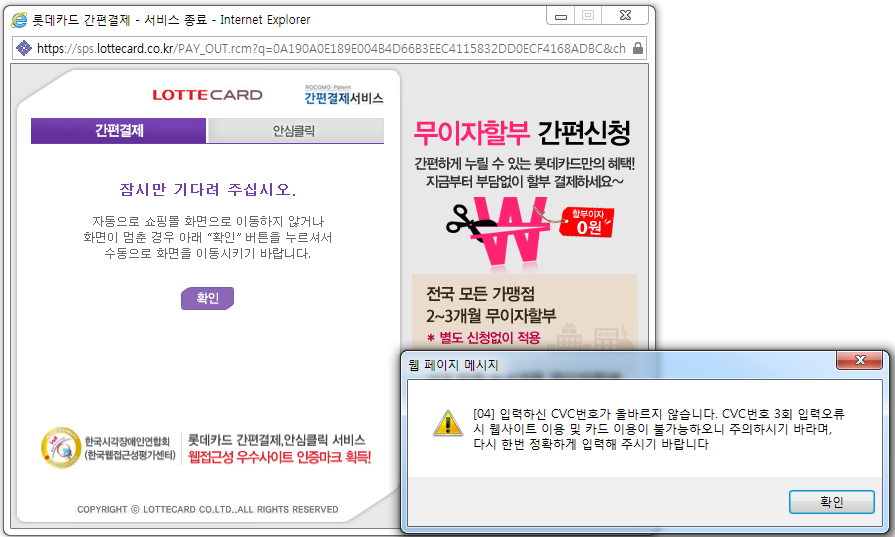 롯데카드 간편결제 - 서비스 종료 - Internet Explorer
https://sps.lottecard.co.kr/PAY_OUT.rcm?q=0A190A0E189E004B4D66B3EEC4115832DD0ECF4168ADBC&ch
LOTTE CARD
ROCOMO Patent
간편결제서비스
간편결제
안심클릭
잠시만 기다려 주십시오.
자동으로 쇼핑몰 화면으로 이동하지 않거나
화면이 멈춘 경우 아래 “확인” 버튼을 누르셔서
수동으로 화면을 이동시키기 바랍니다.
확인
한국시각장애인연합회
(한국웹접근성평가센터)
롯데카드 간편결제,안심클릭 서비스
웹접근성 우수사이트 인증마크 획득!
COPYRIGHT ⓒ LOTTECARD CO.LTD.,ALL RIGHTS RESERVED
무이자할부 간편신청
간편하게 누릴 수 있는 롯데카드만의 혜택!
지금부터 부담없이 할부 결제하세요~
할부이자
0원
전국 모든 가맹점
2~3개월 무이자할부
* 별도 신청없이 적용
웹 페이지 메시지
[04] 입력하신 CVC번호가 올바르지 않습니다. CVC번호 3회 입력오류
시 웹사이트 이용 및 카드 이용이 불가능하오니 주의하시기 바라며,
다시 한번 정확하게 입력해 주시기 바랍니다
확인